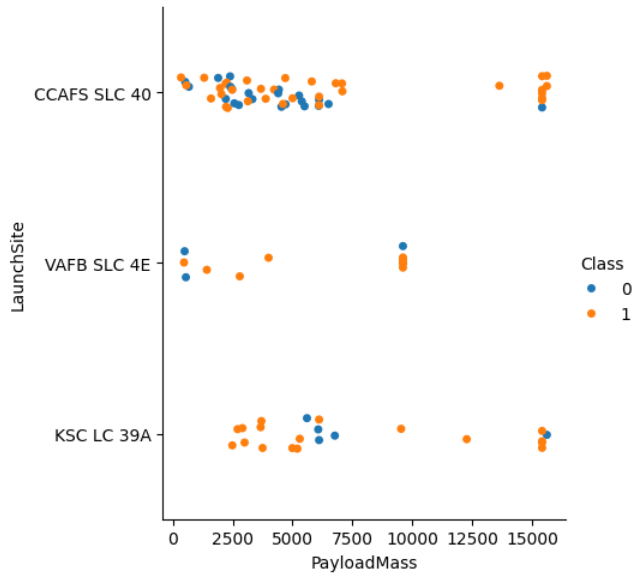 CCAFS SLC 40
VAFB SLC 4E
KSC LC 39A
LaunchSite
0 2500 5000 7500 10000 12500 15000
PayloadMass
Class
0
1